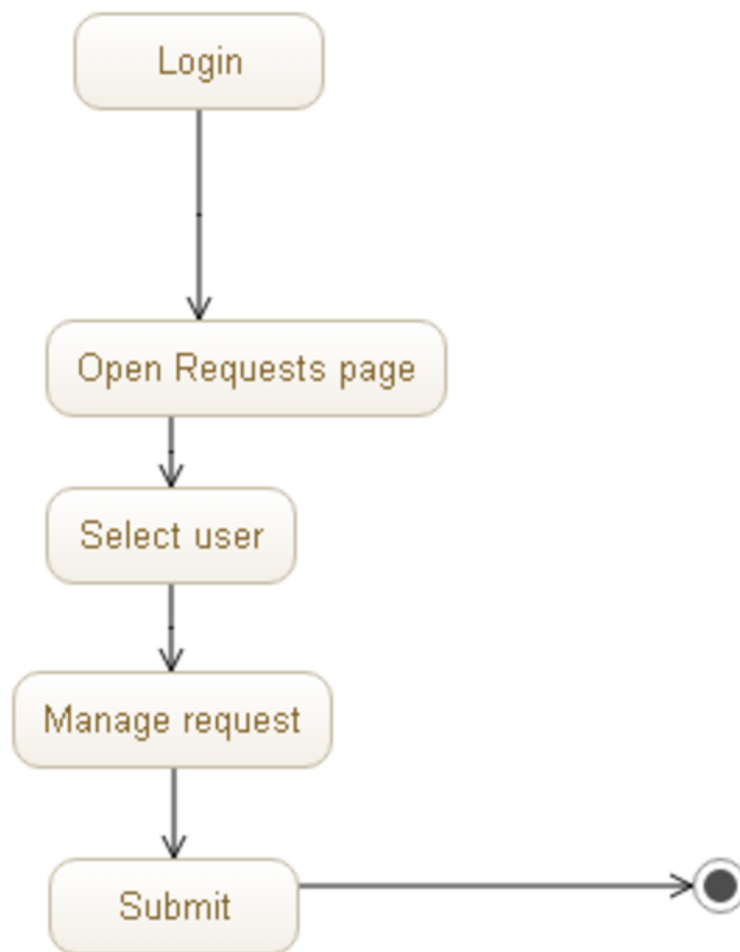 Login
Open Requests page
Select user
Manage request
Submit